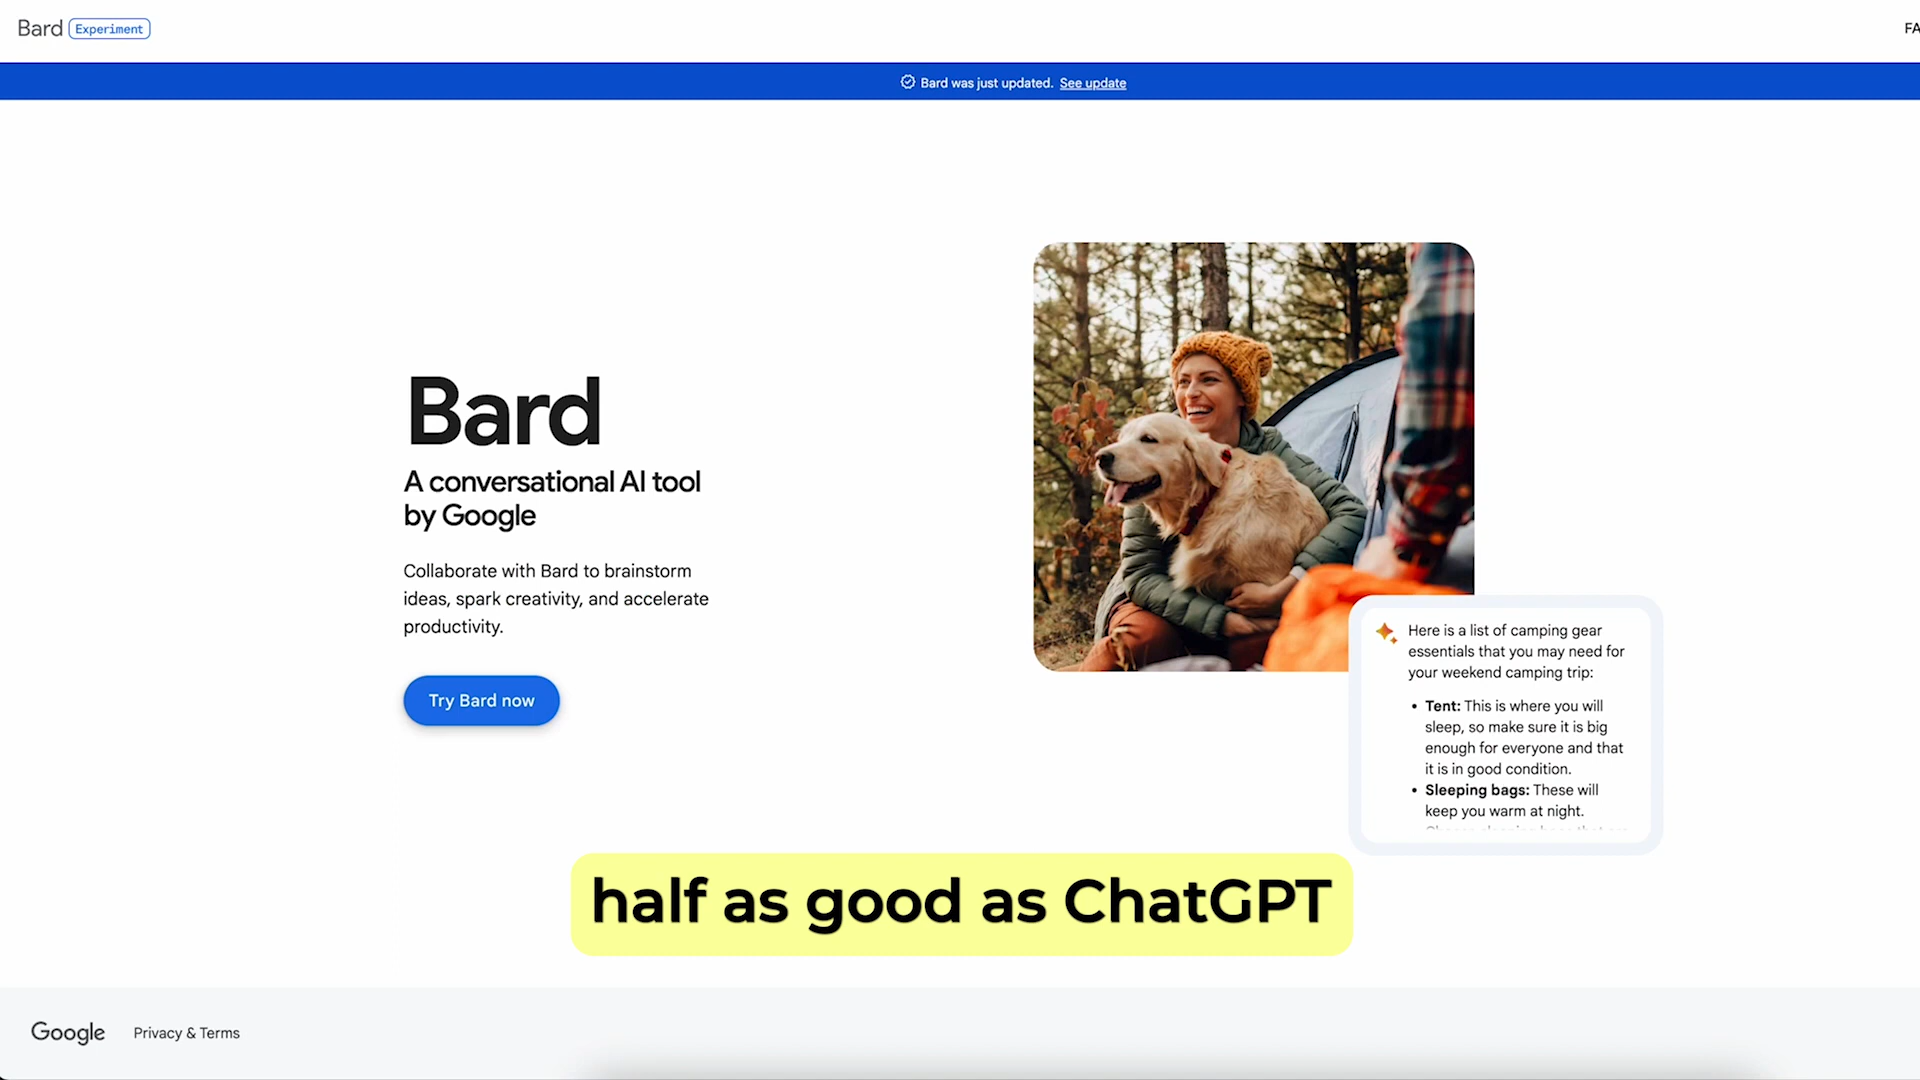 Bard Experiment
FA
Bard was just updated. See update
Bard
A conversational AI tool
by Google
Collaborate with Bard to brainstorm
ideas, spark creativity, and accelerate
productivity.
Try Bard now
Here is a list of camping gear
essentials that you may need for
your weekend camping trip:
• Tent: This is where you will
sleep, so make sure it is big
enough for everyone and that
it is in good condition.
• Sleeping bags: These will
keep you warm at night.
half as good as ChatGPT
Google Privacy & Terms